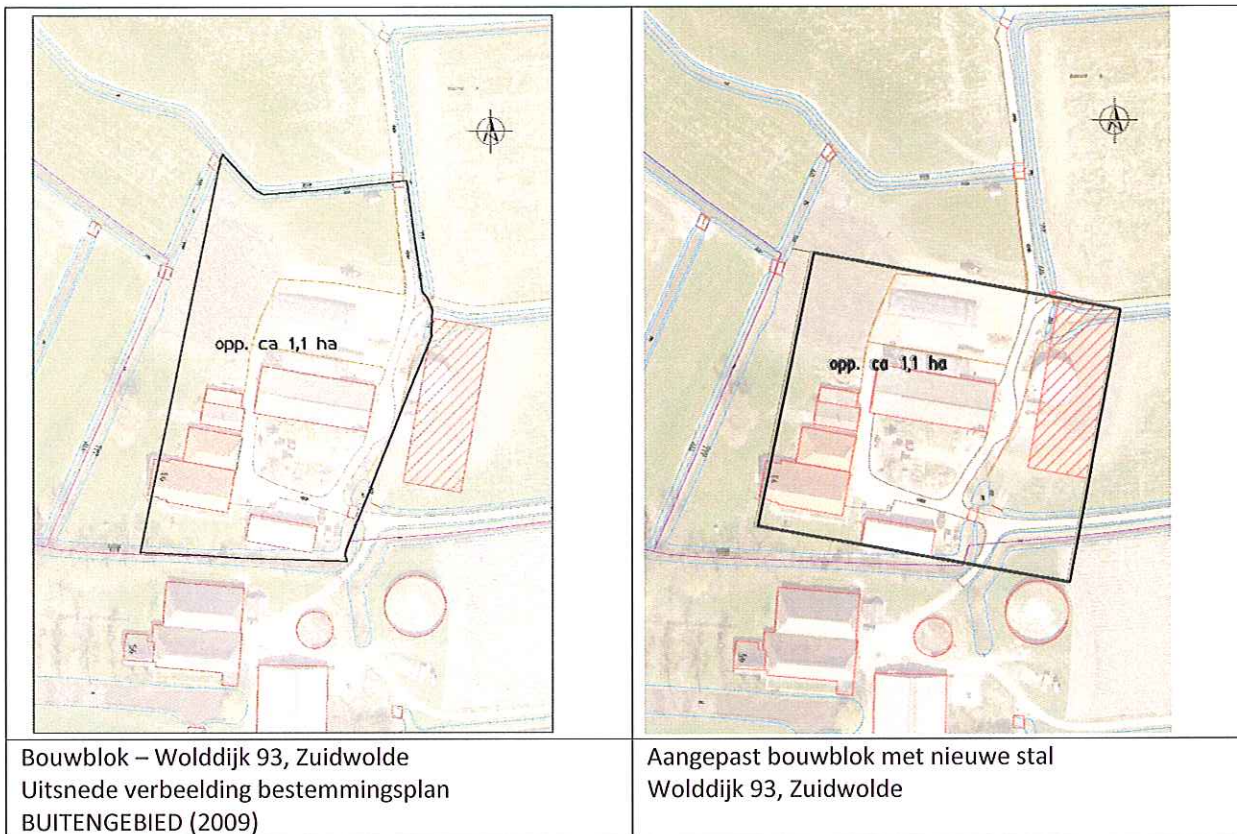 opp. ca 1,1 ha
opp. ca 1,1 ha
Bouwblok – Wolddijk 93, Zuidwolde
Uitsnede verbeelding bestemmingsplan
BUITENGEBIED (2009)
Aangepast bouwblok met nieuwe stal
Wolddijk 93, Zuidwolde